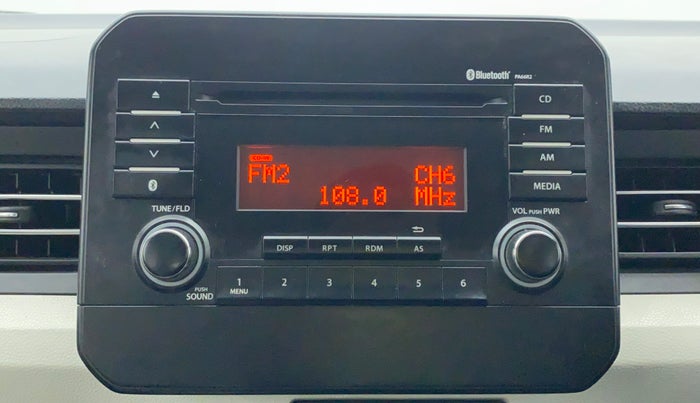 Bluetooth PA66R2
CD
FM
AM
MEDIA
FM2 CH6
108.0 MHz
TUNE/FLD
VOL PUSH PWR
DISP RPT RDM AS
PUSH
SOUND
1 2 3 4 5 6
MENU